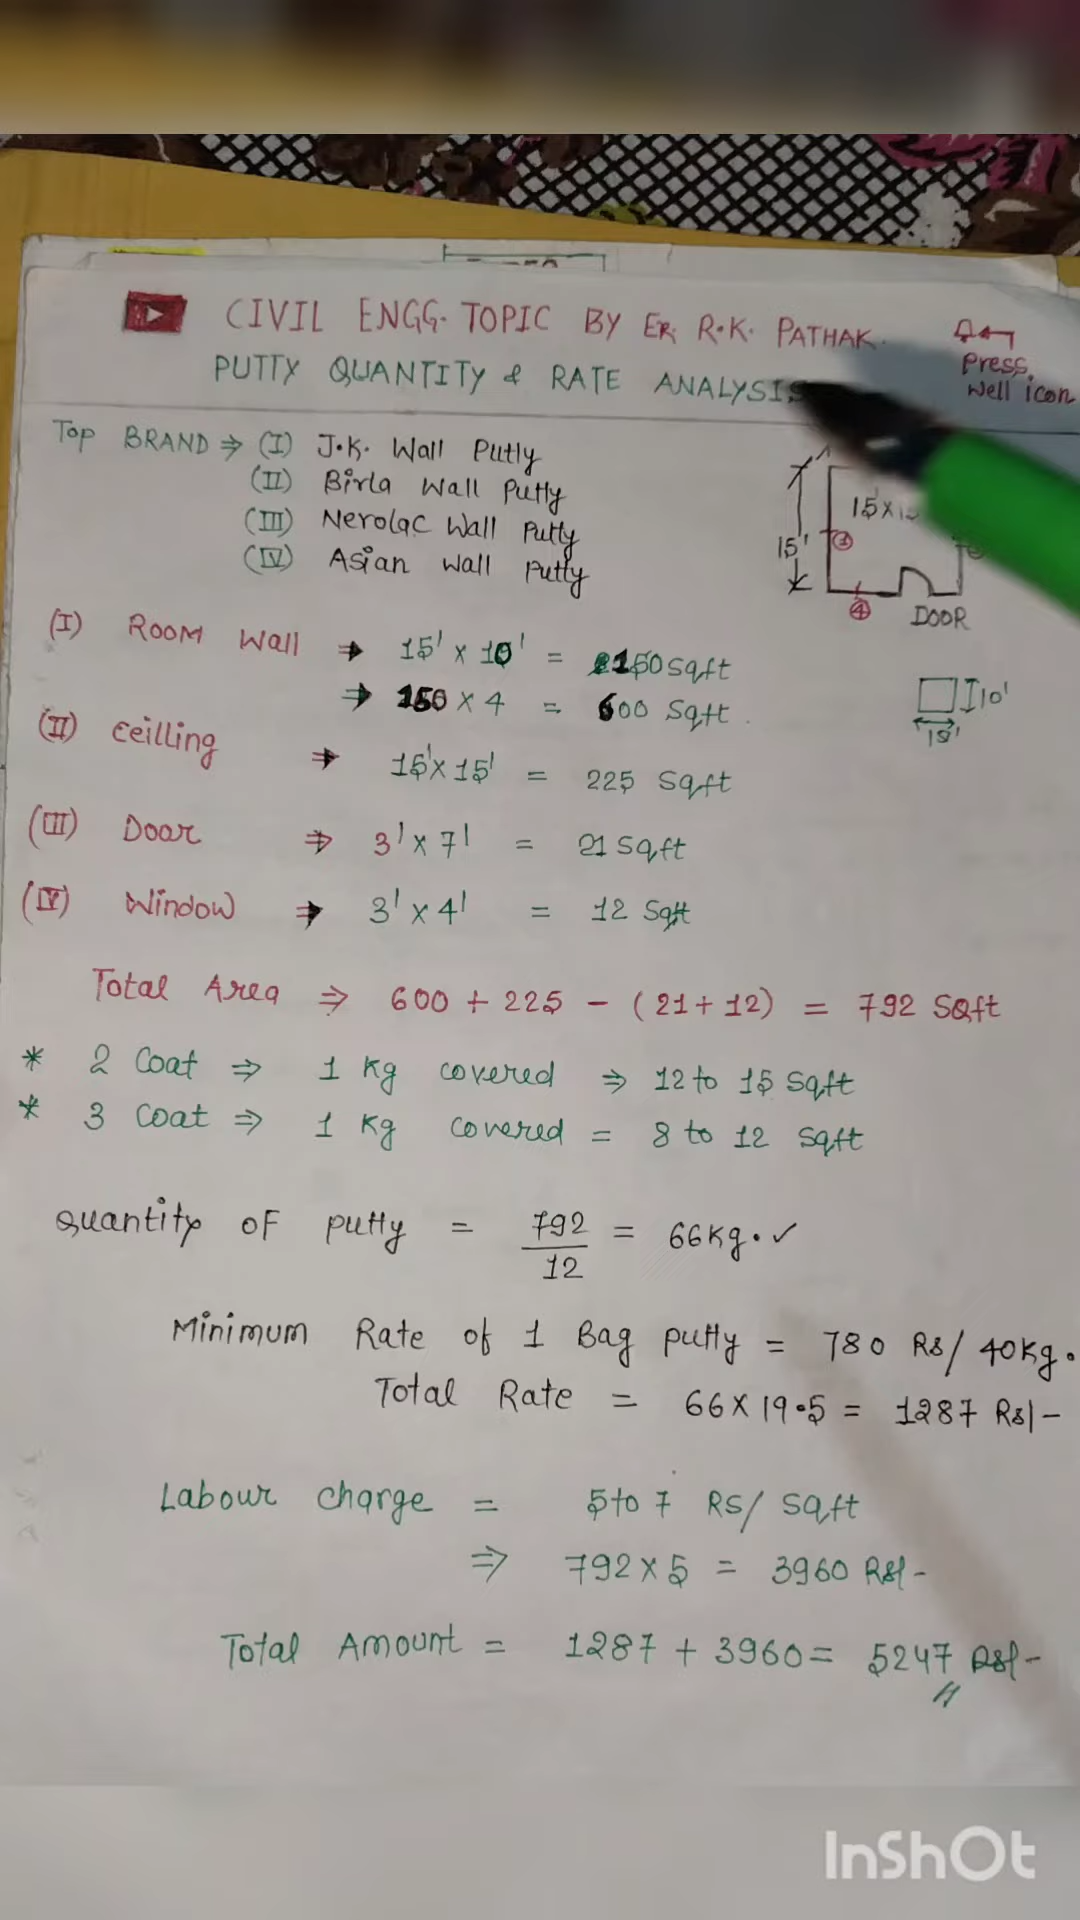 CIVIL ENGG. TOPIC BY ER. R.K. PATHAK.
PUTTY QUANTITY & RATE ANALYSIS
Press
Well icon
Top BRAND ⇒ (I) J.K. Wall Putty
(II) Birla Wall Putty
(III) Nerolac Wall Putty
(IV) Asian Wall Putty
15'
③
④
DOOR
(I) ROOM Wall ⇒ 15' x 10' = 150 Sqft
⇒ 150 x 4 = 600 Sqft.
10'
15'
(II) Ceilling ⇒ 15' x 15' = 225 Sqft
(III) Door ⇒ 3' x 7' = 21 Sqft
(IV) Window ⇒ 3' x 4' = 12 Sqft
Total Area ⇒ 600 + 225 - (21 + 12) = 792 SQft
* 2 Coat ⇒ 1 Kg covered ⇒ 12 to 15 Sqft
* 3 Coat ⇒ 1 Kg covered = 8 to 12 Sqft
Quantity OF putty = 792/12 = 66Kg. ✓
Minimum Rate of 1 Bag putty = 780 Rs/ 40Kg.
Total Rate = 66 x 19.5 = 1287 Rs/-
Labour charge = 5 to 7 RS/ Sqft
⇒ 792 x 5 = 3960 Rs/-
Total Amount = 1287 + 3960 = 5247 Rs/-
InShOt